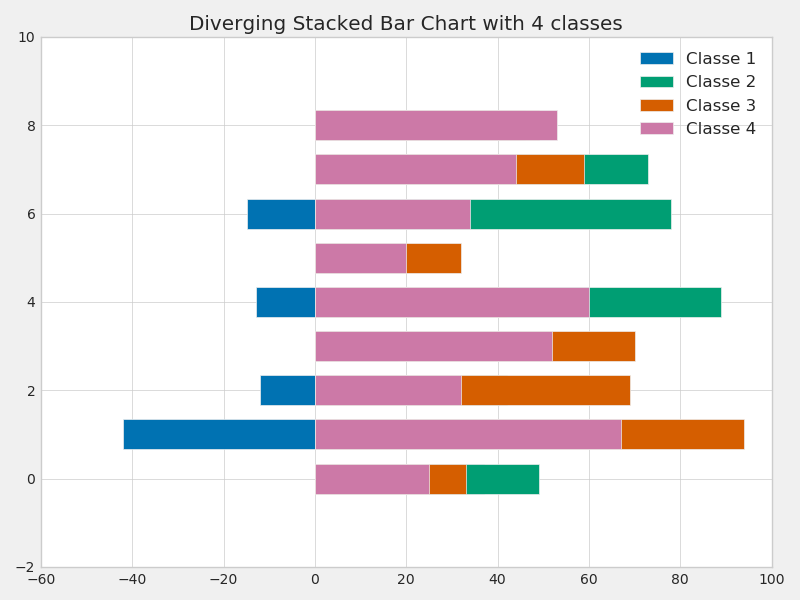 Diverging Stacked Bar Chart with 4 classes
10
8
6
4
2
0
−2
−60 −40 −20 0 20 40 60 80 100
Classe 1
Classe 2
Classe 3
Classe 4